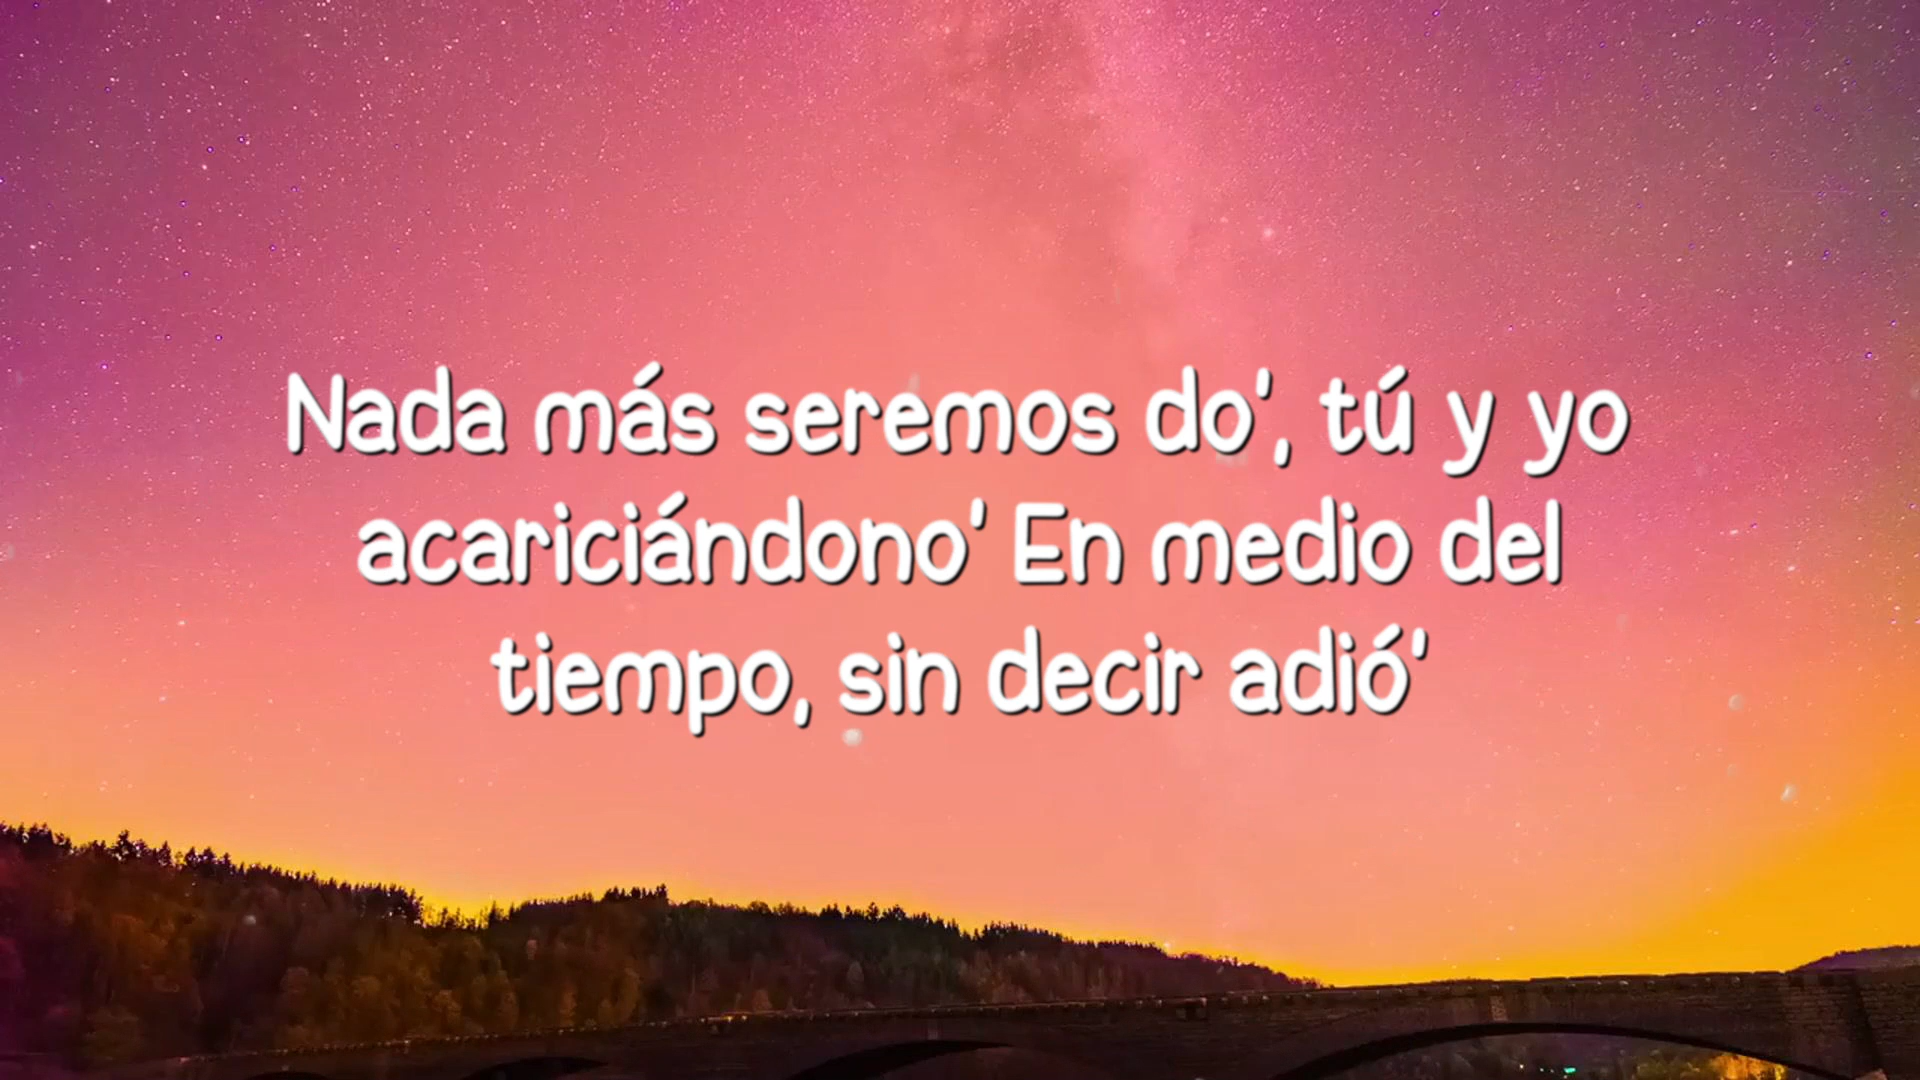 Nada más seremos do', tú y yo
acariciándono' En medio del
tiempo, sin decir adió'